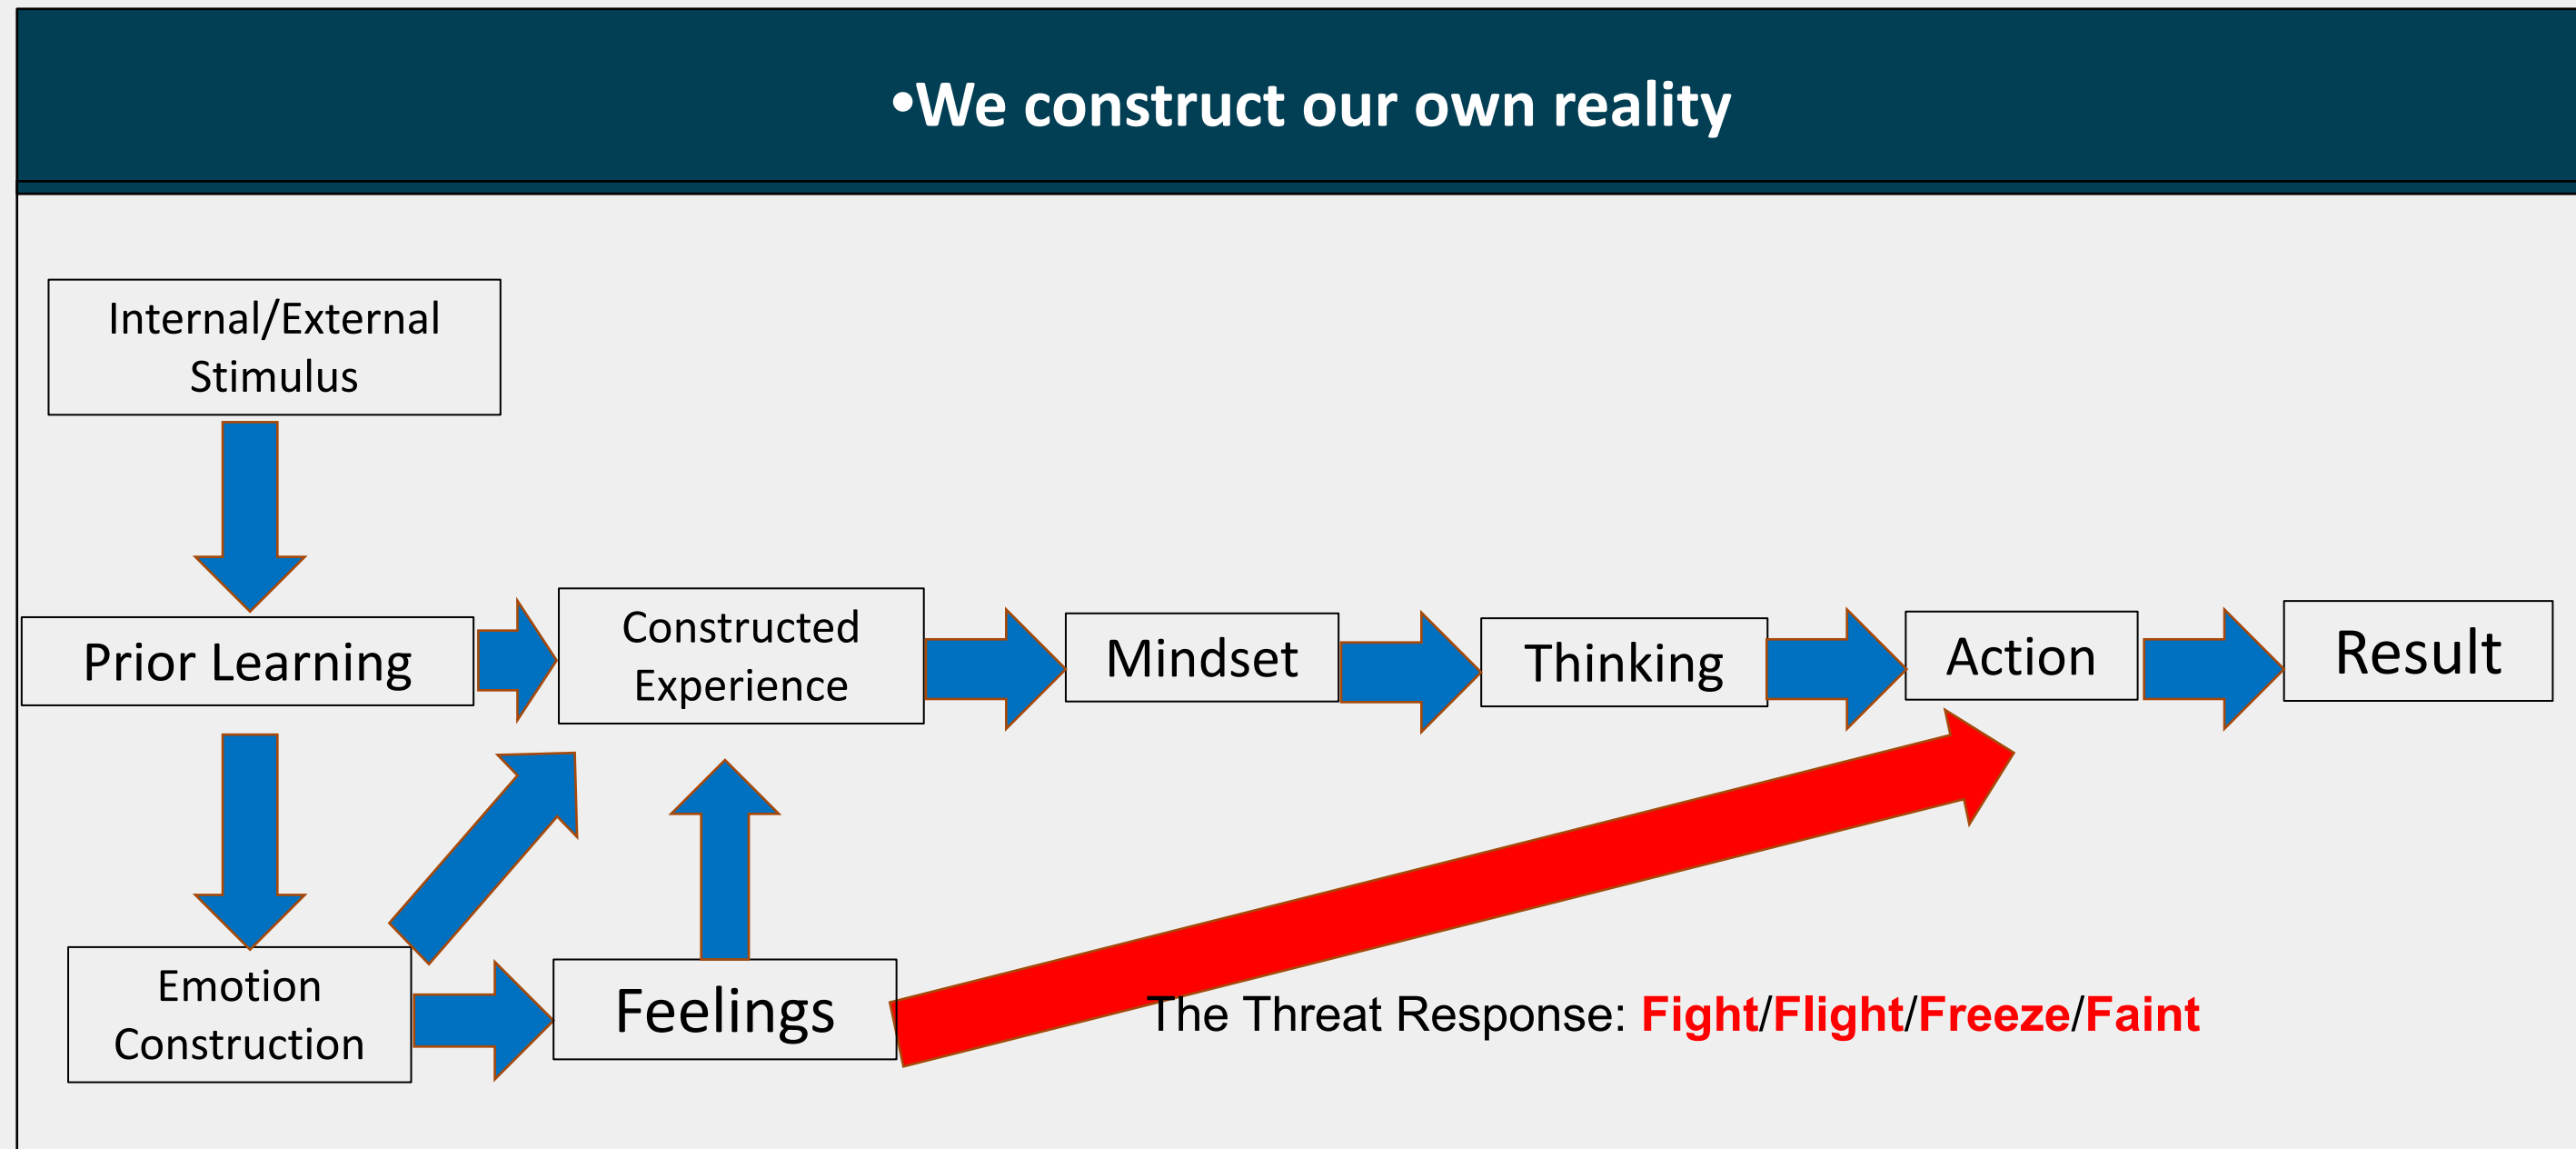 •We construct our own reality
Internal/External
Stimulus
Prior Learning
Constructed
Experience
Mindset
Thinking
Action
Result
Emotion
Construction
Feelings
The Threat Response: Fight/Flight/Freeze/Faint